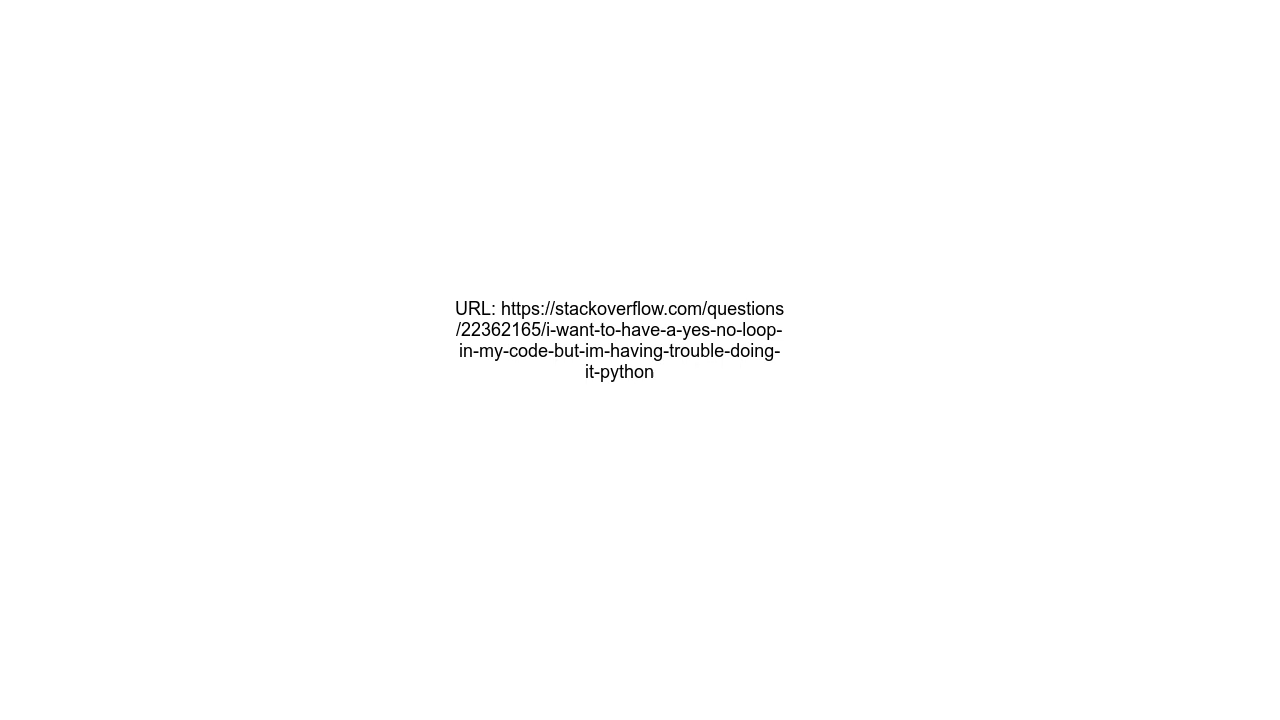 URL: https://stackoverflow.com/questions
/22362165/i-want-to-have-a-yes-no-loop-
in-my-code-but-im-having-trouble-doing-
it-python